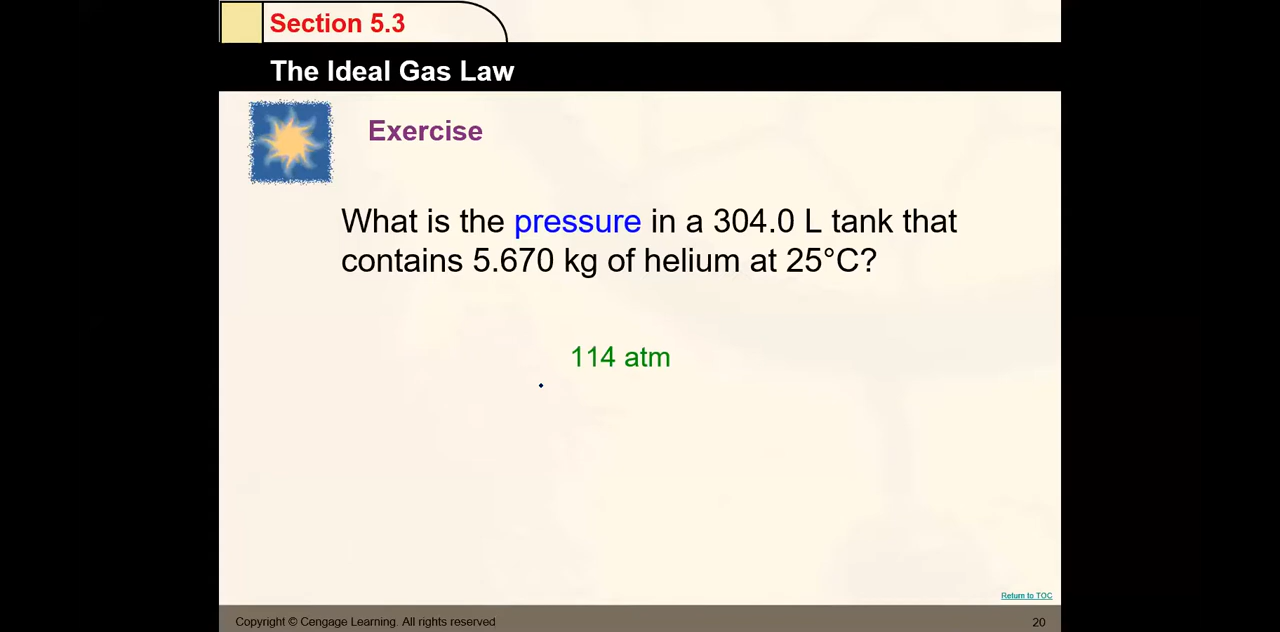 Section 5.3
The Ideal Gas Law
Exercise
What is the pressure in a 304.0 L tank that
contains 5.670 kg of helium at 25°C?
114 atm
Return to TOC
Copyright © Cengage Learning. All rights reserved
20